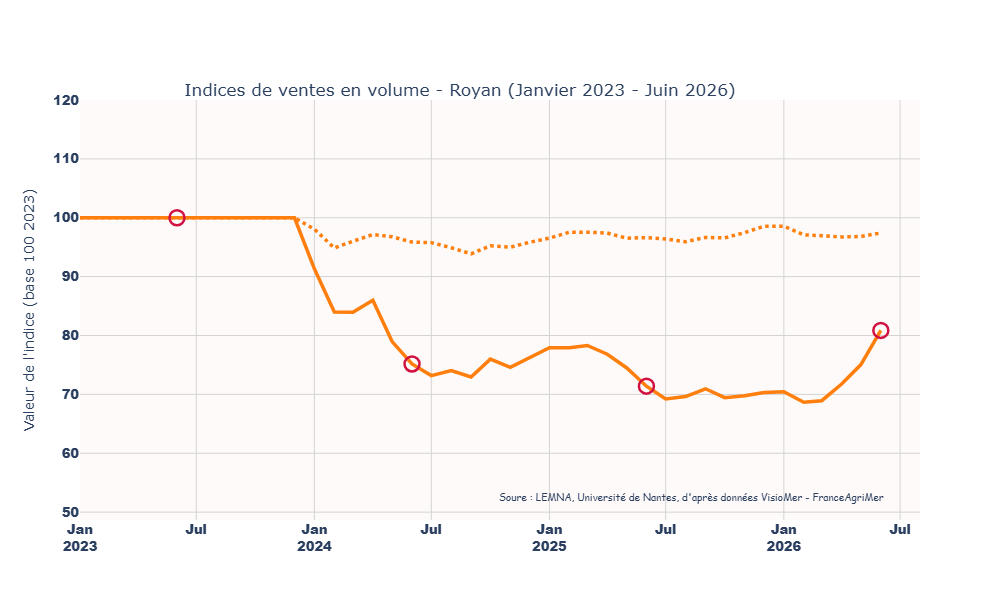 Indices de ventes en volume - Royan (Janvier 2023 - Juin 2026)
120
110
100
90
80
70
60
50
Valeur de l'indice (base 100 2023)
Soure : LEMNA, Université de Nantes, d'après données VisioMer - FranceAgriMer
Jan Jul Jan Jul Jan Jul Jan Jul
2023 2024 2025 2026